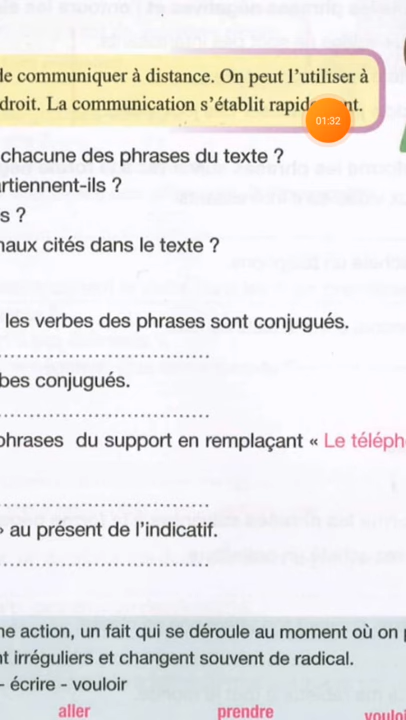 de communiquer à distance. On peut l'utiliser à
droit. La communication s'établit
01:32
chacune des phrases du texte ?
artiennent-ils ?
s ?
naux cités dans le texte ?
les verbes des phrases sont conjugués.
bes conjugués.
phrases du support en remplaçant « Le téléph
» au présent de l'indicatif.
ne action, un fait qui se déroule au moment où on
nt irréguliers et changent souvent de radical.
- écrire - vouloir
aller prendre vouloi